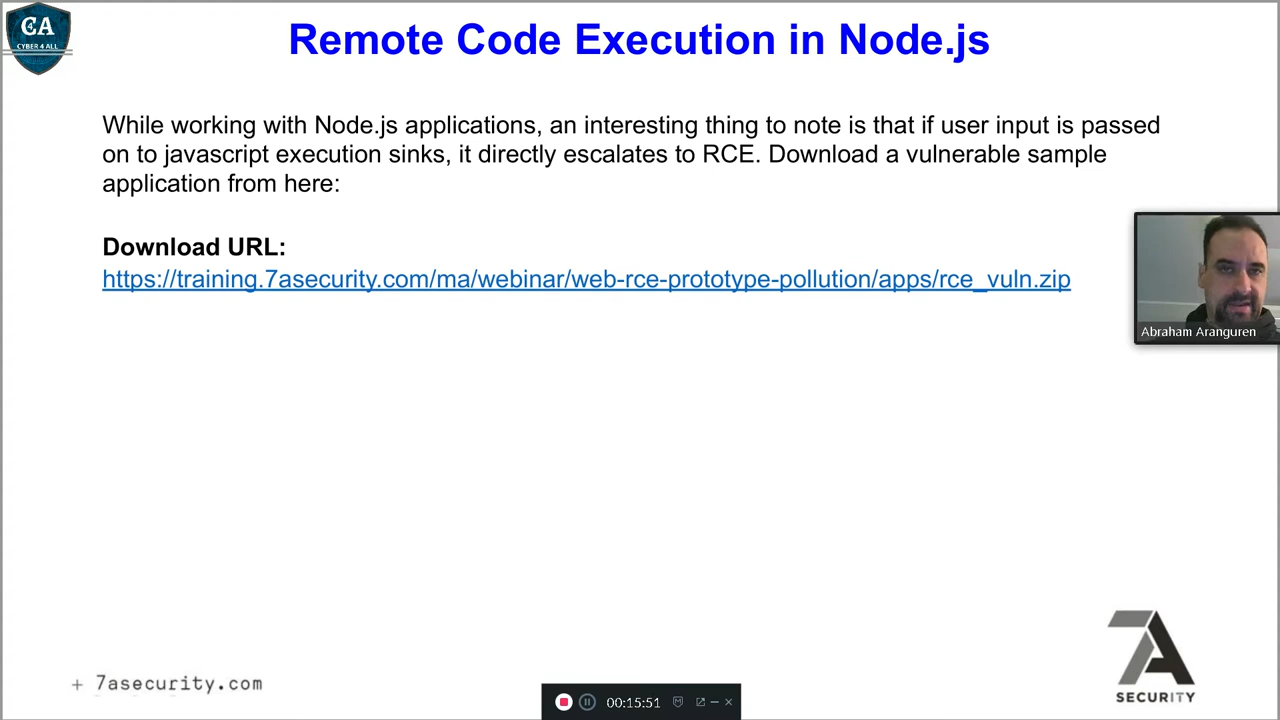 CA
CYBER 4 ALL
Remote Code Execution in Node.js
While working with Node.js applications, an interesting thing to note is that if user input is passed
on to javascript execution sinks, it directly escalates to RCE. Download a vulnerable sample
application from here:
Download URL:
https://training.7asecurity.com/ma/webinar/web-rce-prototype-pollution/apps/rce_vuln.zip
Abraham Aranguren
+ 7asecurity.com
00:15:51
7A
SECURITY